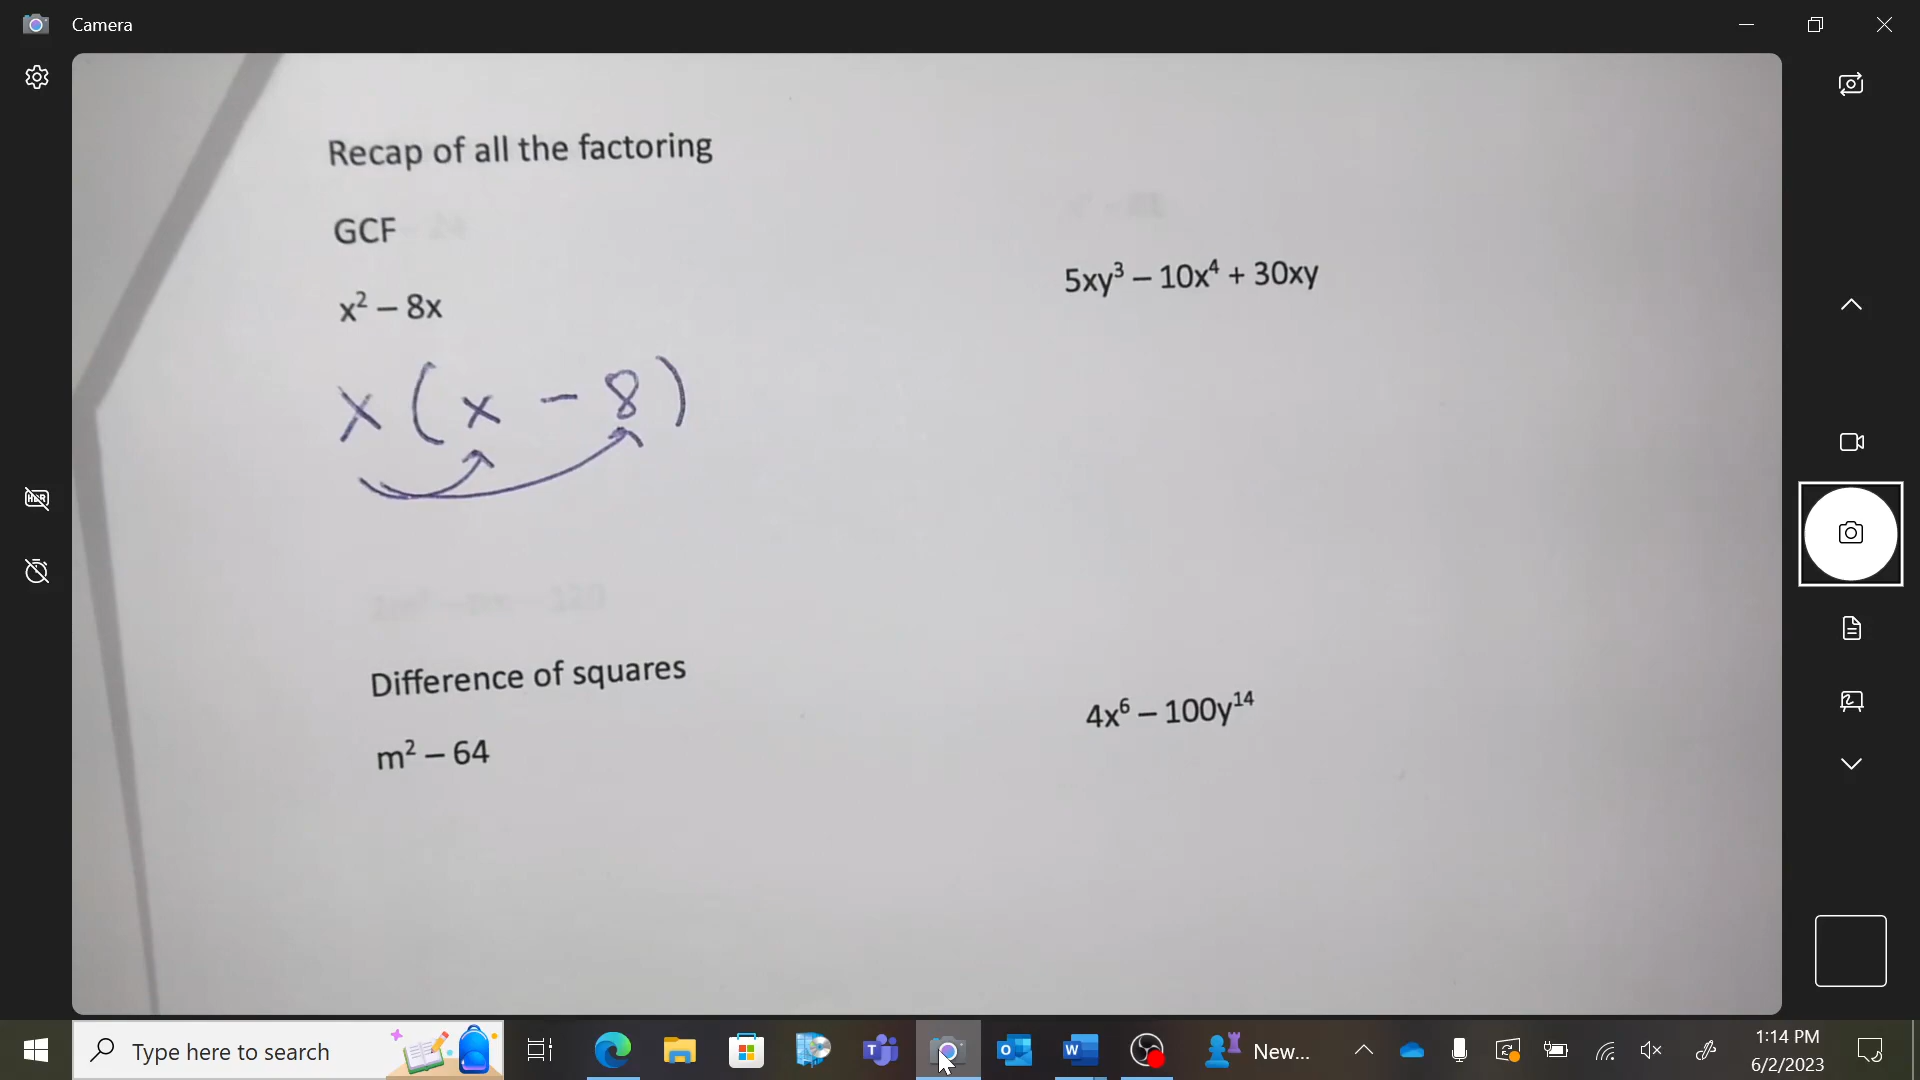 Camera
Recap of all the factoring
GCF
x² – 8x
5xy³ – 10x⁴ + 30xy
x (x - 8)
Difference of squares
m² – 64
4x⁶ – 100y¹⁴
Type here to search
New...
1:14 PM
6/2/2023